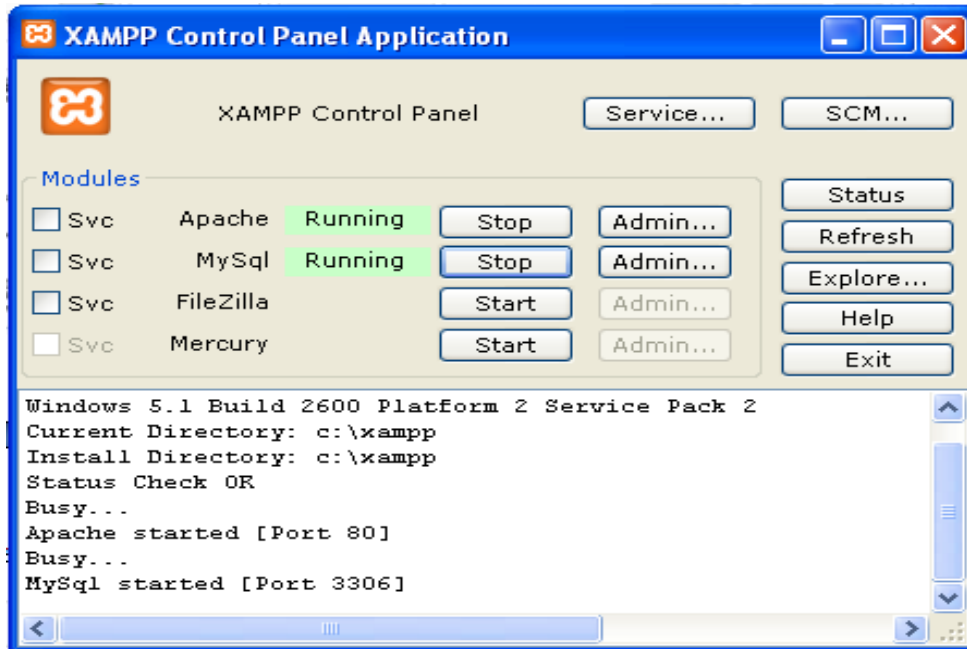 XAMPP Control Panel Application
XAMPP Control Panel Service... SCM...
Modules
Svc Apache Running Stop Admin...
Svc MySql Running Stop Admin...
Svc FileZilla Start Admin...
Svc Mercury Start Admin...
Status
Refresh
Explore...
Help
Exit
Windows 5.1 Build 2600 Platform 2 Service Pack 2
Current Directory: c:\xampp
Install Directory: c:\xampp
Status Check OR
Busy...
Apache started [Port 80]
Busy...
MySql started [Port 3306]